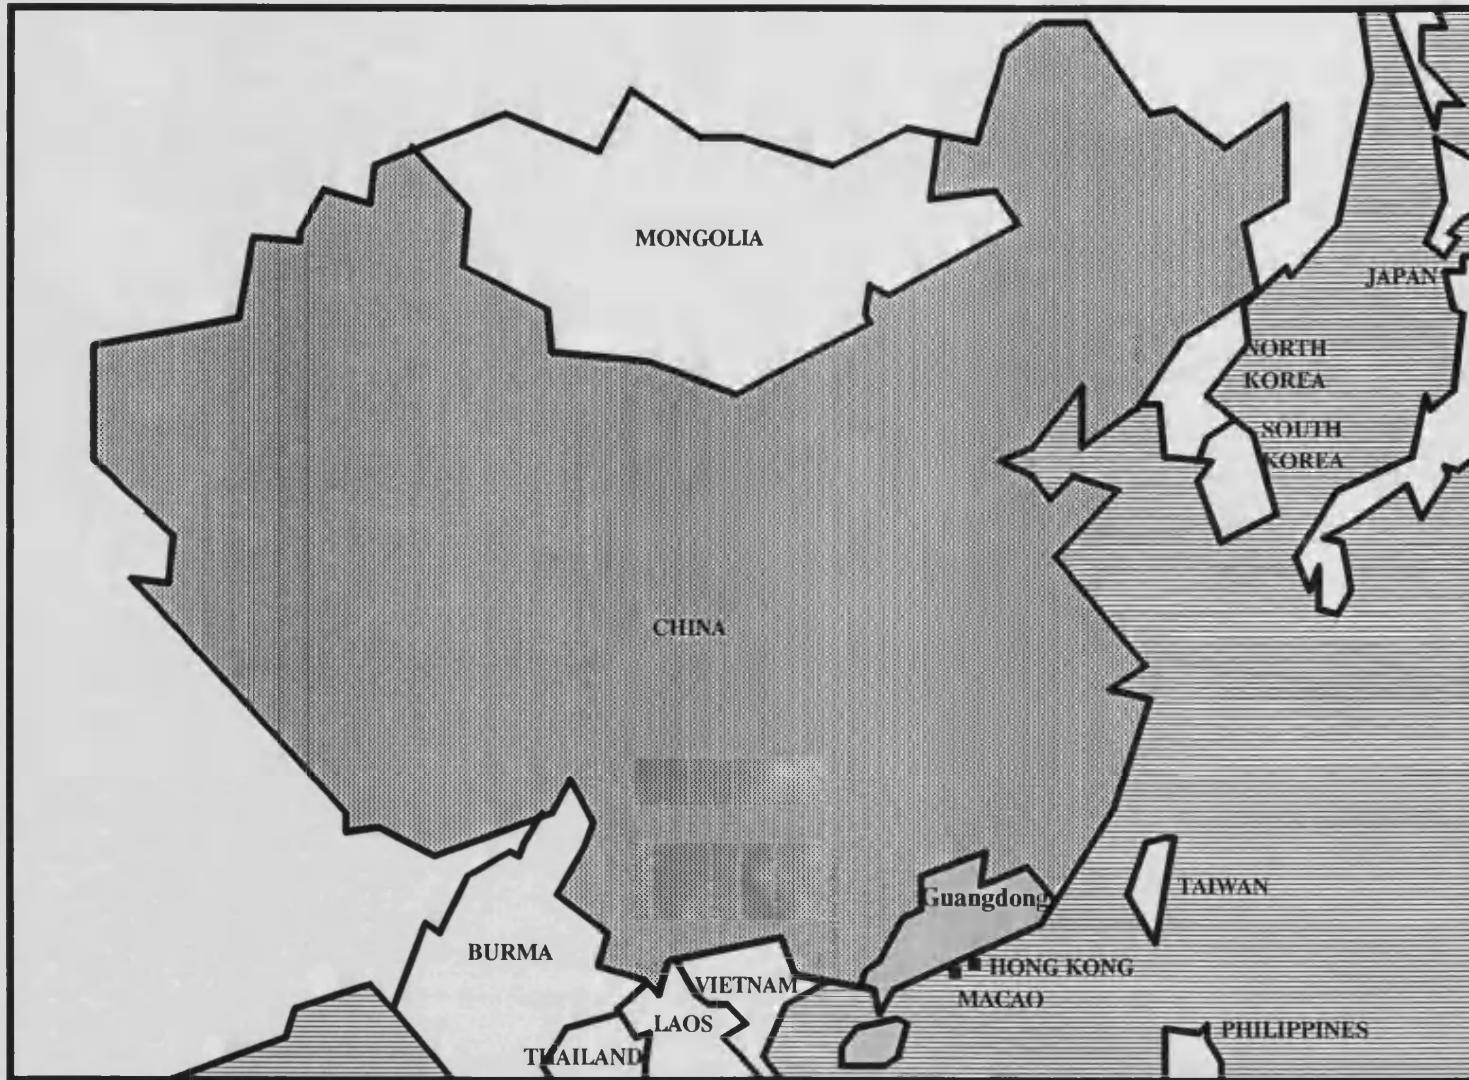 MONGOLIA
JAPAN
NORTH
KOREA
SOUTH
KOREA
CHINA
Guangdong
TAIWAN
BURMA
VIETNAM
HONG KONG
MACAO
LAOS
THAILAND
PHILIPPINES